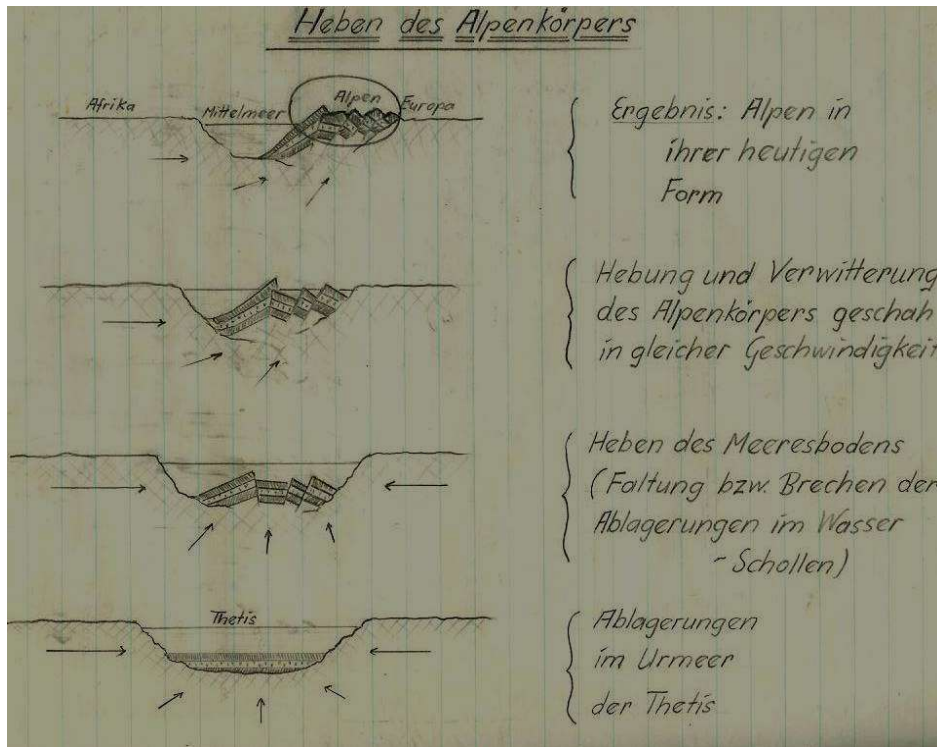 Heben des Alpenkörpers
Afrika
Mittelmeer
Alpen
Europa
Ergebnis: Alpen in
ihrer heutigen
Form
Hebung und Verwitterung
des Alpenkörpers geschah
in gleicher Geschwindigkeit
Heben des Meeresbodens
(Faltung bzw. Brechen der
Ablagerungen im Wasser
- Schollen)
Thetis
Ablagerungen
im Urmeer
der Thetis